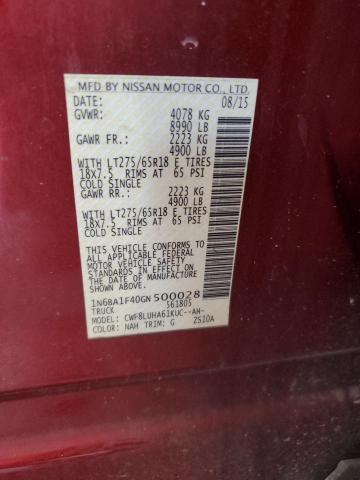 MFD BY NISSAN MOTOR CO., LTD.
DATE: 08/15
GVWR: 4078 KG
8990 LB
GAWR FR.: 2223 KG
4900 LB
WITH LT275/65R18 E TIRES
18X7.5 RIMS AT 65 PSI
COLD SINGLE
GAWR RR.: 2223 KG
4900 LB
WITH LT275/65R18 E TIRES
18X7.5 RIMS AT 65 PSI
COLD SINGLE
THIS VEHICLE CONFORMS TO
ALL APPLICABLE FEDERAL
MOTOR VEHICLE SAFETY
STANDARDS IN EFFECT ON THE
DATE OF MANUFACTURE
SHOWN ABOVE.
1N6BA1F40GN500028
TRUCK 561805
MODEL: CWF8LUHA61KUC--AH-
COLOR: NAH TRIM: G 2S10A